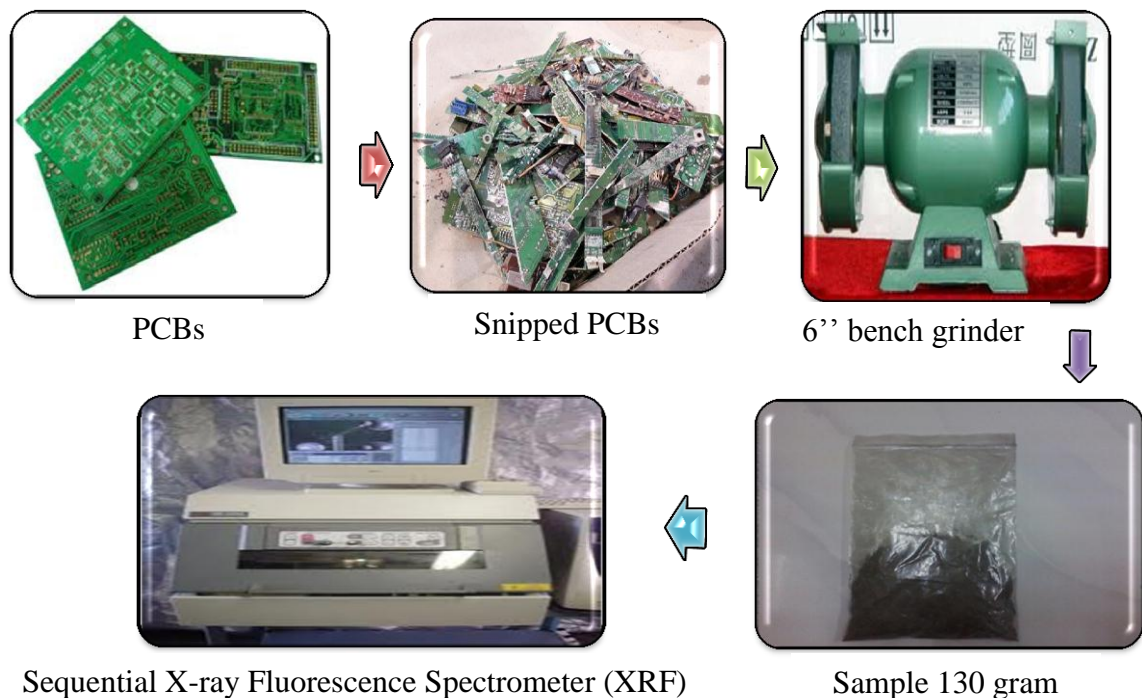 PCBs
Snipped PCBs
6’’ bench grinder
Sequential X-ray Fluorescence Spectrometer (XRF)
Sample 130 gram